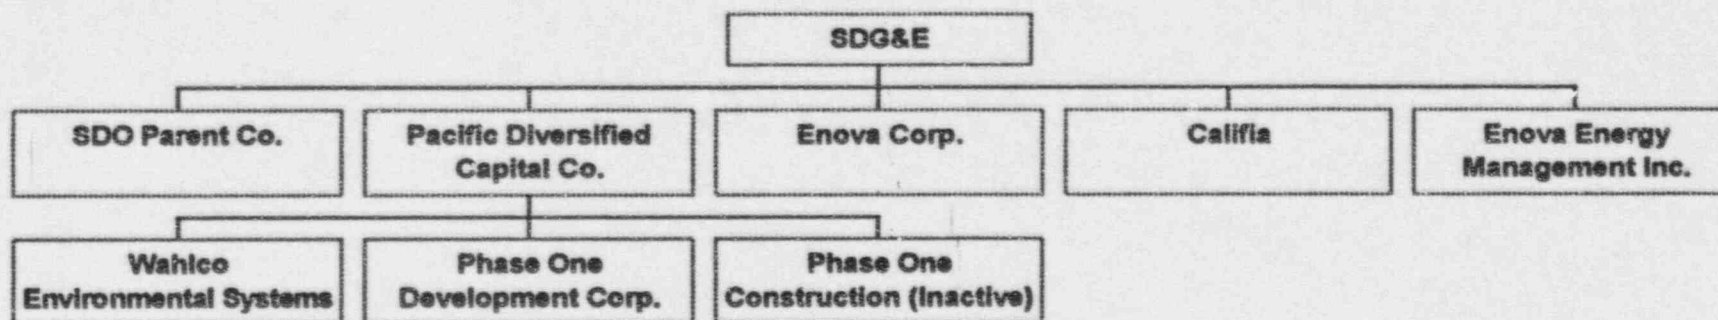 SDG&E
SDO Parent Co.
Pacific Diversified
Capital Co.
Enova Corp.
Califia
Enova Energy
Management Inc.
Wahlco
Environmental Systems
Phase One
Development Corp.
Phase One
Construction (Inactive)